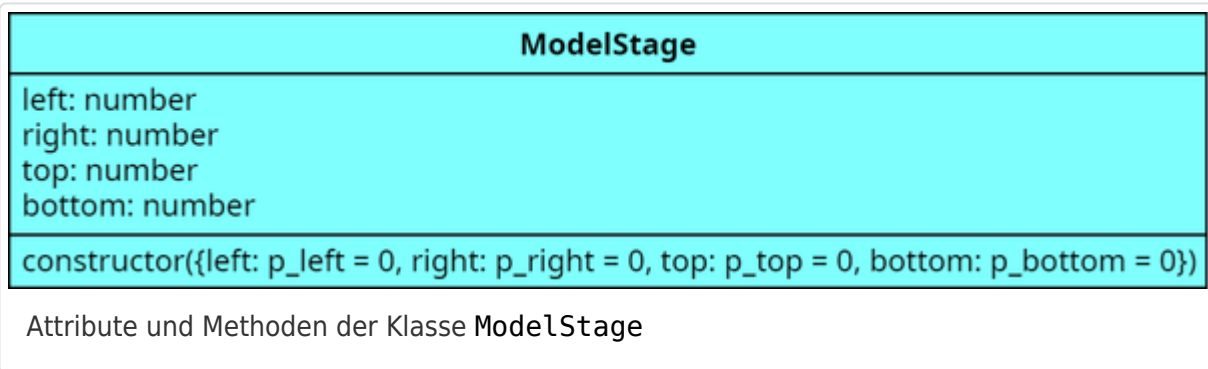 ModelStage
left: number
right: number
top: number
bottom: number
constructor({left: p_left = 0, right: p_right = 0, top: p_top = 0, bottom: p_bottom = 0})
Attribute und Methoden der Klasse ModelStage